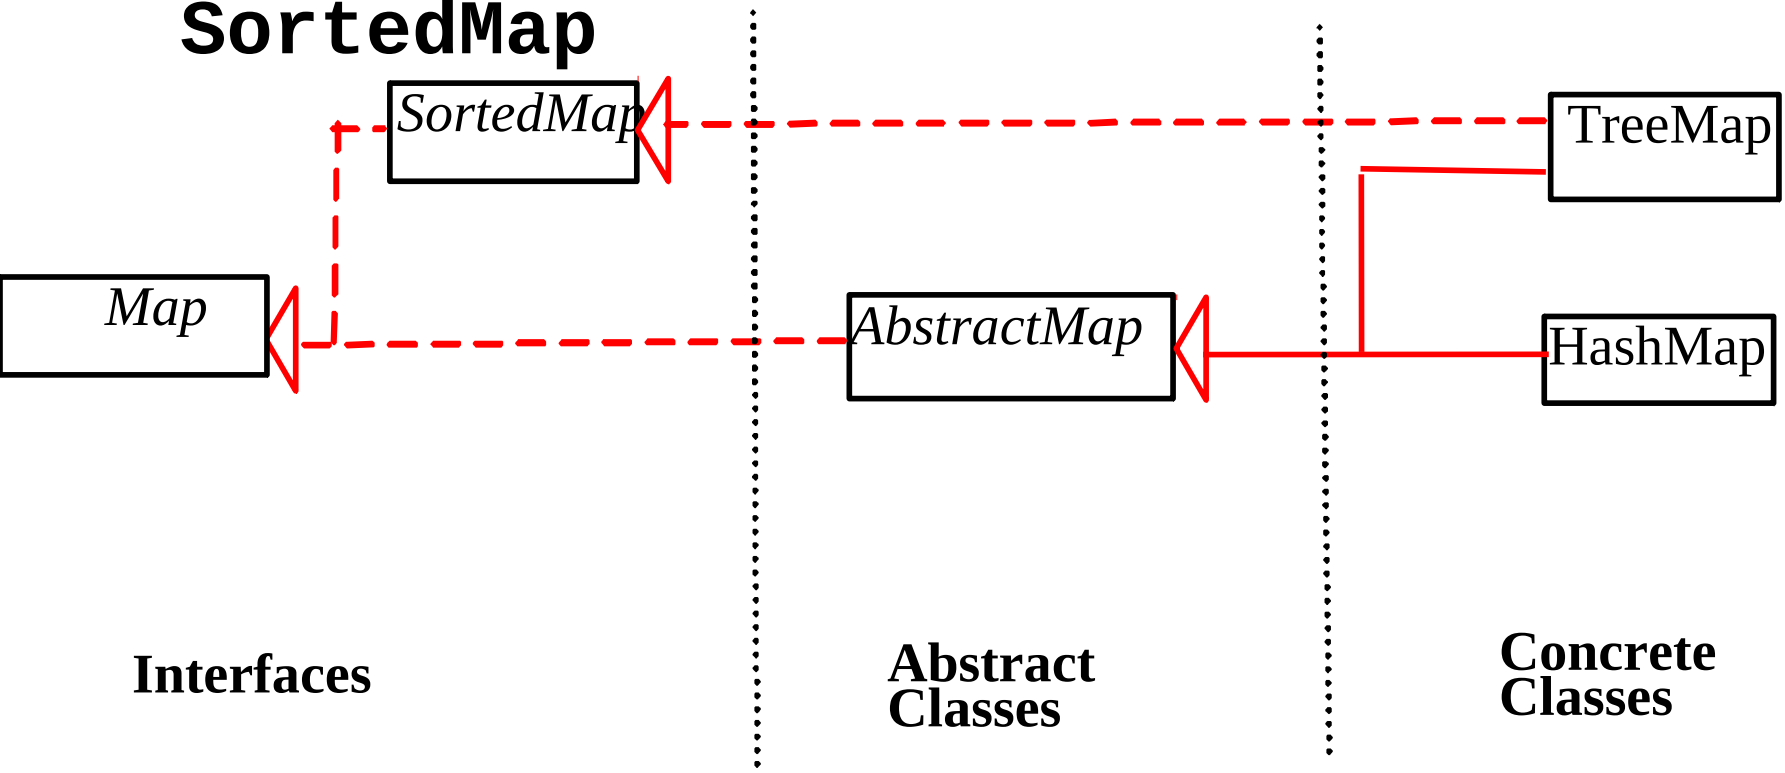 SortedMap
SortedMap
TreeMap
Map
AbstractMap
HashMap
Interfaces
Abstract
Classes
Concrete
Classes